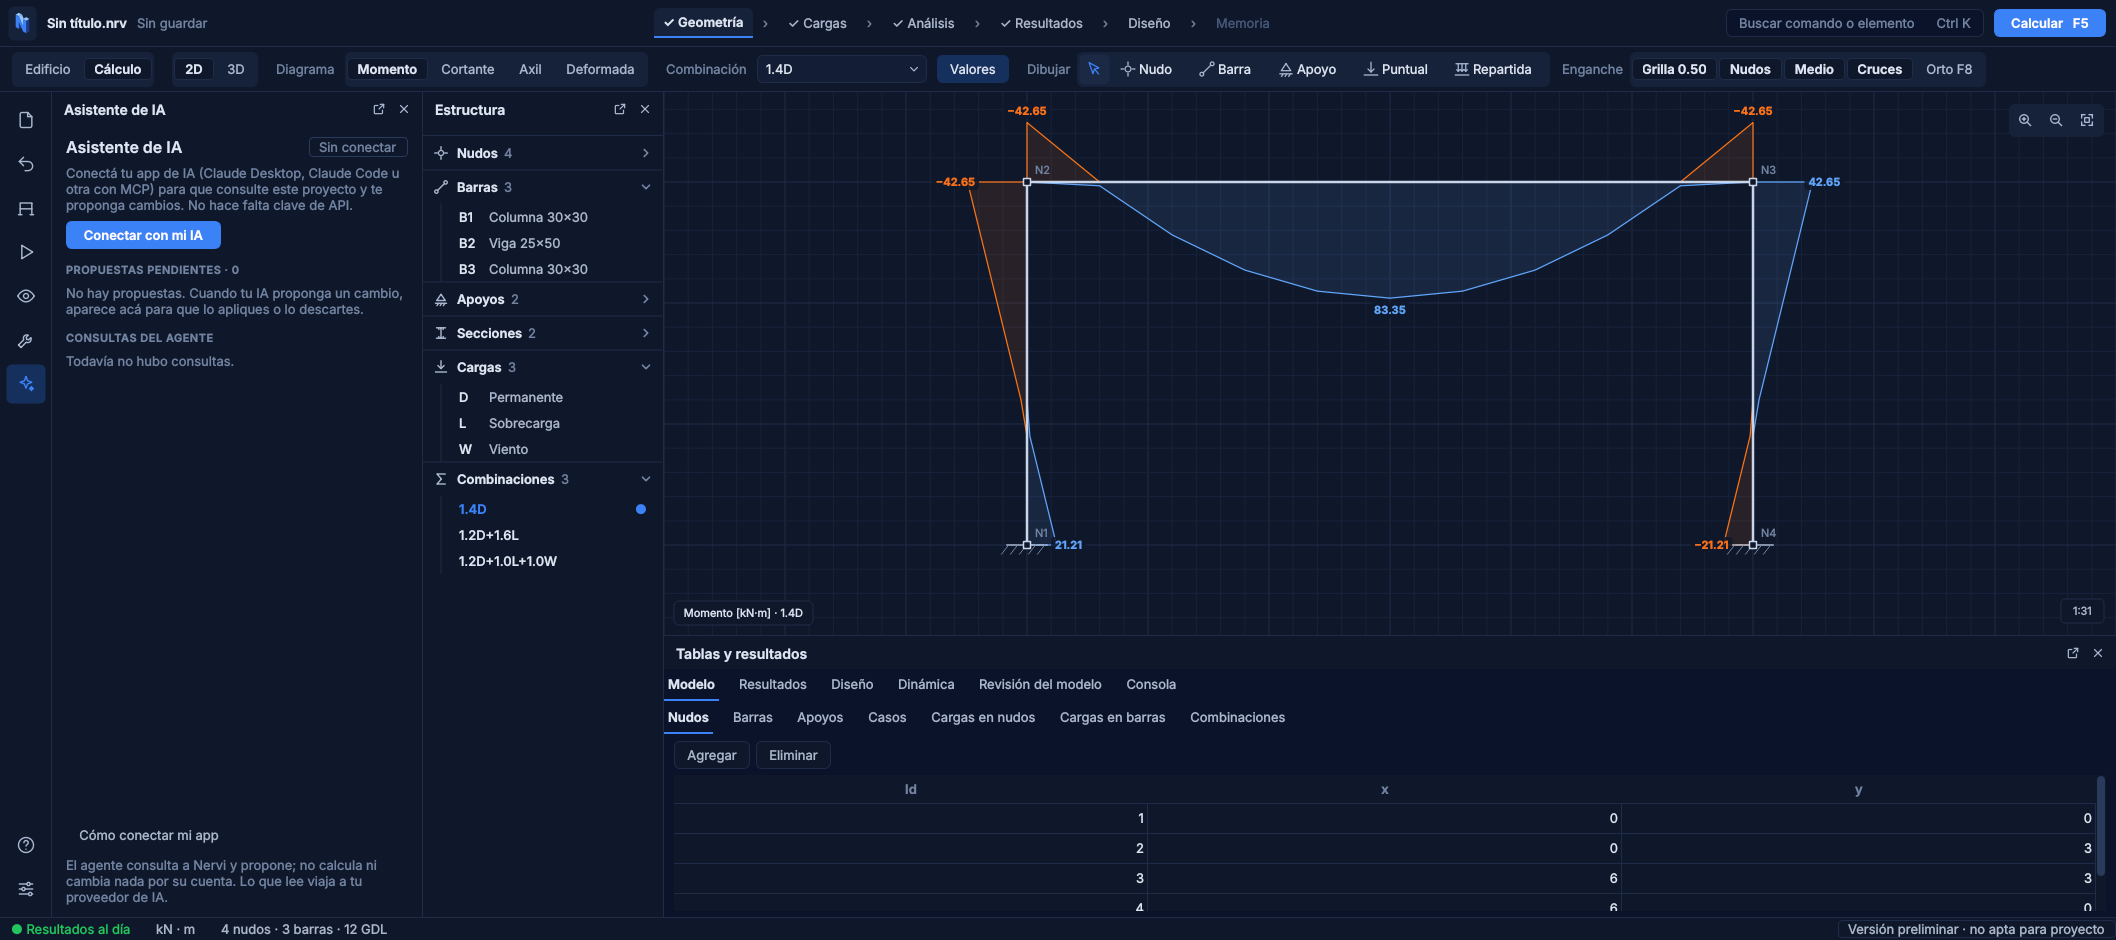 Sin título.nrv Sin guardar
✓ Geometría › ✓ Cargas › ✓ Análisis › ✓ Resultados › Diseño › Memoria
Buscar comando o elemento Ctrl K
Calcular F5
Edificio Cálculo 2D 3D Diagrama Momento Cortante Axil Deformada Combinación 1.4D Valores Dibujar Nudo Barra Apoyo Puntual Repartida Enganche Grilla 0.50 Nudos Medio Cruces Orto F8
Asistente de IA
Asistente de IA Sin conectar
Conectá tu app de IA (Claude Desktop, Claude Code u
otra con MCP) para que consulte este proyecto y te
proponga cambios. No hace falta clave de API.
Conectar con mi IA
PROPUESTAS PENDIENTES · 0
No hay propuestas. Cuando tu IA proponga un cambio,
aparece acá para que lo apliques o lo descartes.
CONSULTAS DEL AGENTE
Todavía no hubo consultas.
Cómo conectar mi app
El agente consulta a Nervi y propone; no calcula ni
cambia nada por su cuenta. Lo que lee viaja a tu
proveedor de IA.
Estructura
Nudos 4
Barras 3
B1 Columna 30×30
B2 Viga 25×50
B3 Columna 30×30
Apoyos 2
Secciones 2
Cargas 3
D Permanente
L Sobrecarga
W Viento
Combinaciones 3
1.4D
1.2D+1.6L
1.2D+1.0L+1.0W
−42.65 −42.65
N2 N3
−42.65 42.65
83.35
N1 N4
21.21 −21.21
Momento [kN·m] · 1.4D
1:31
Tablas y resultados
Modelo Resultados Diseño Dinámica Revisión del modelo Consola
Nudos Barras Apoyos Casos Cargas en nudos Cargas en barras Combinaciones
Agregar Eliminar
Id x y
1 0 0
2 0 3
3 6 3
4 6 0
Resultados al día kN · m 4 nudos · 3 barras · 12 GDL
Versión preliminar · no apta para proyecto